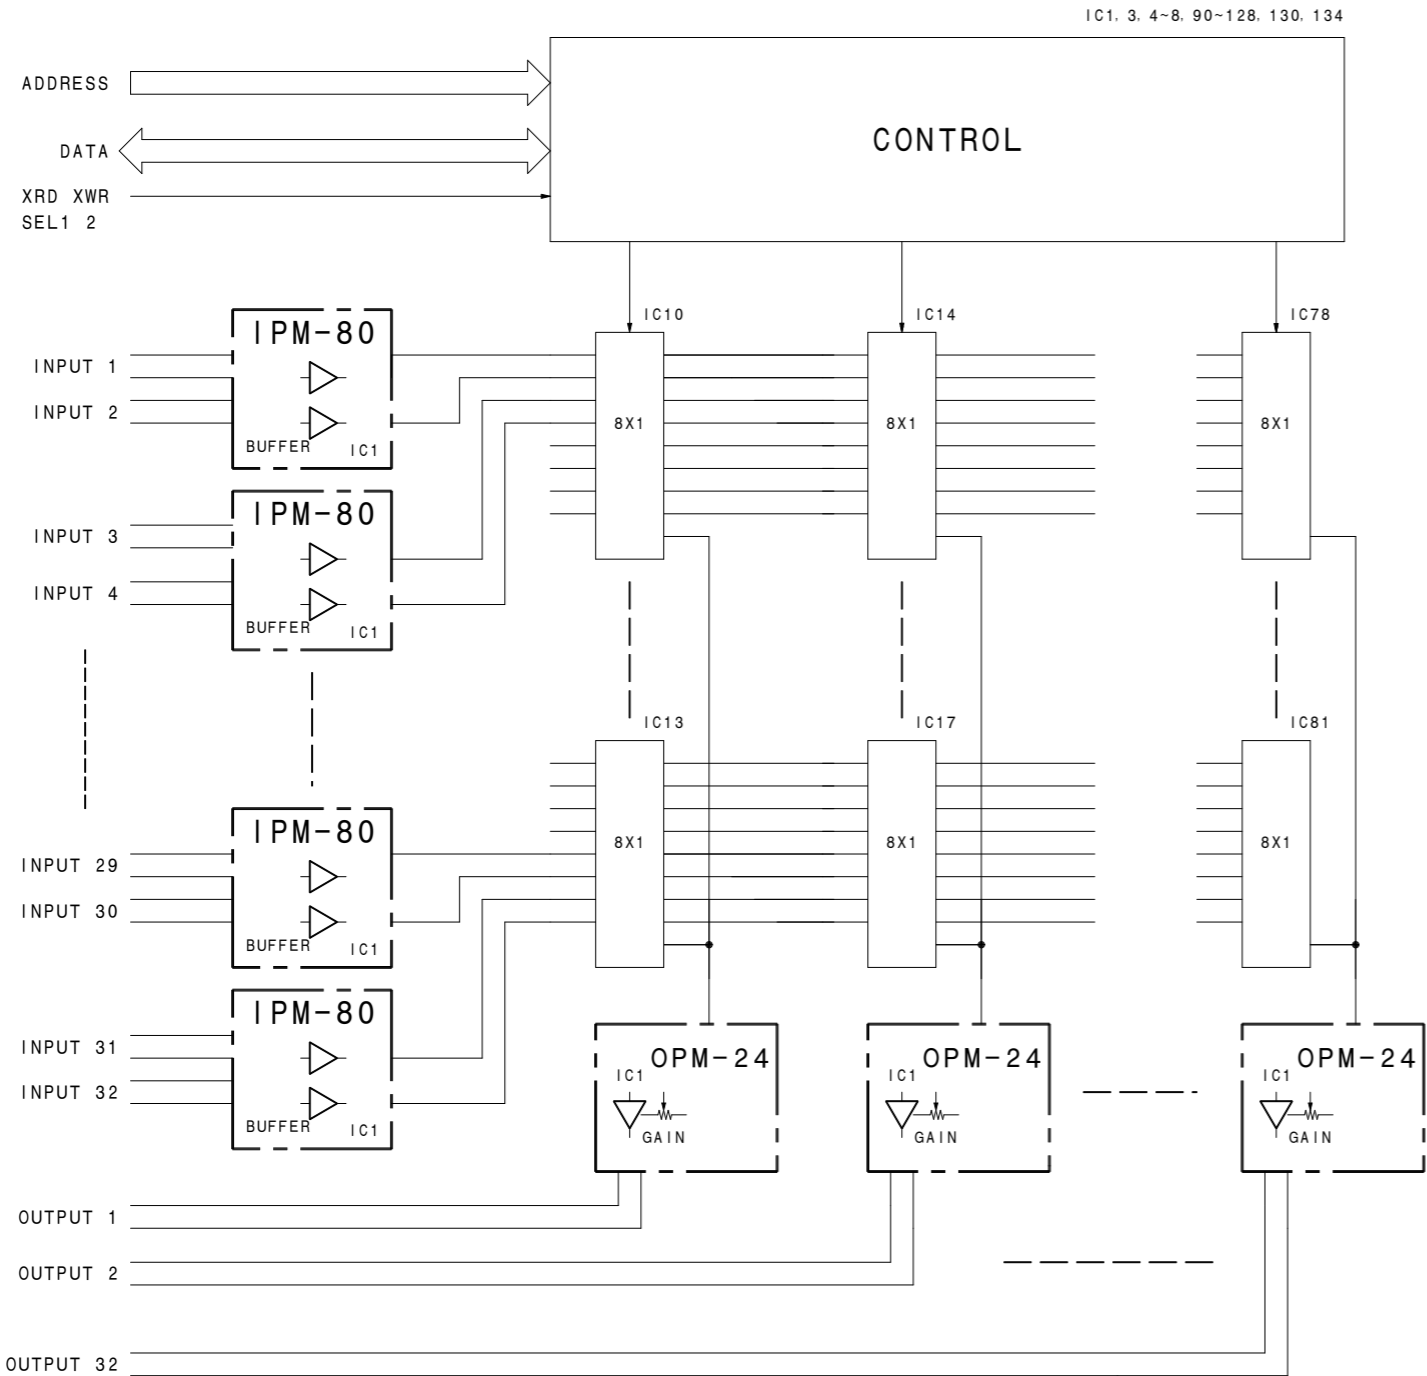 IC1, 3, 4~8, 90~128, 130, 134
ADDRESS
CONTROL
DATA
XRD XWR
SEL1 2
IC10
IC14
IC78
IPM-80
INPUT 1
INPUT 2
8X1
8X1
8X1
BUFFER
IC1
IPM-80
INPUT 3
INPUT 4
BUFFER
IC1
IC13
IC17
IC81
IPM-80
8X1
8X1
8X1
INPUT 29
INPUT 30
BUFFER
IC1
IPM-80
INPUT 31
INPUT 32
BUFFER
IC1
OPM-24
IC1
GAIN
OPM-24
IC1
GAIN
OPM-24
IC1
GAIN
OUTPUT 1
OUTPUT 2
OUTPUT 32